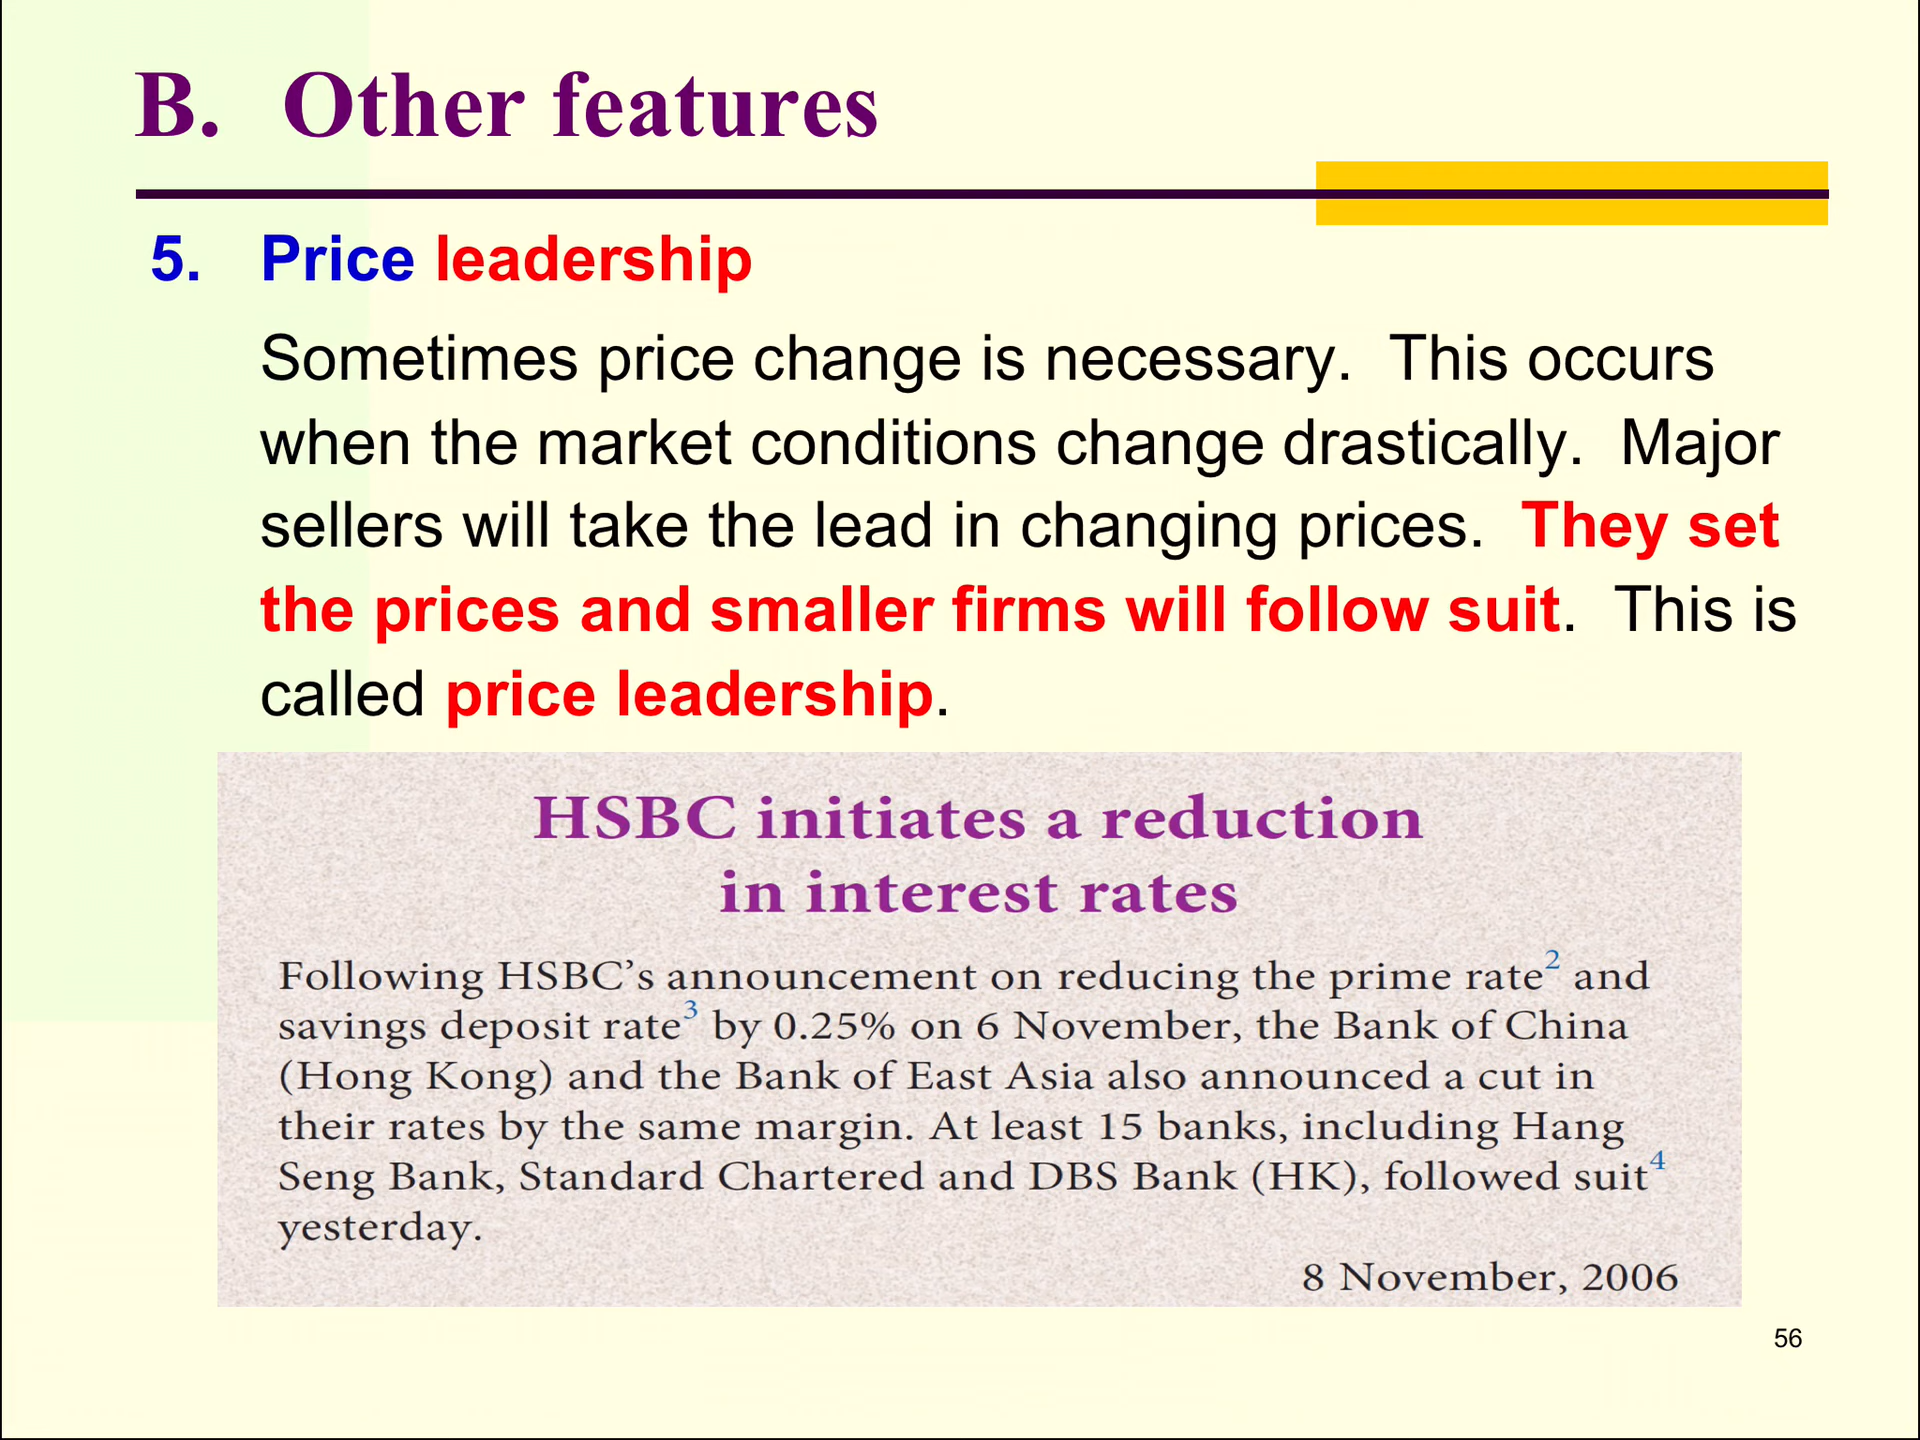 B. Other features
5. Price leadership
Sometimes price change is necessary. This occurs
when the market conditions change drastically. Major
sellers will take the lead in changing prices. They set
the prices and smaller firms will follow suit. This is
called price leadership.
HSBC initiates a reduction
in interest rates
Following HSBC’s announcement on reducing the prime rate2 and
savings deposit rate3 by 0.25% on 6 November, the Bank of China
(Hong Kong) and the Bank of East Asia also announced a cut in
their rates by the same margin. At least 15 banks, including Hang
Seng Bank, Standard Chartered and DBS Bank (HK), followed suit4
yesterday.
8 November, 2006
56